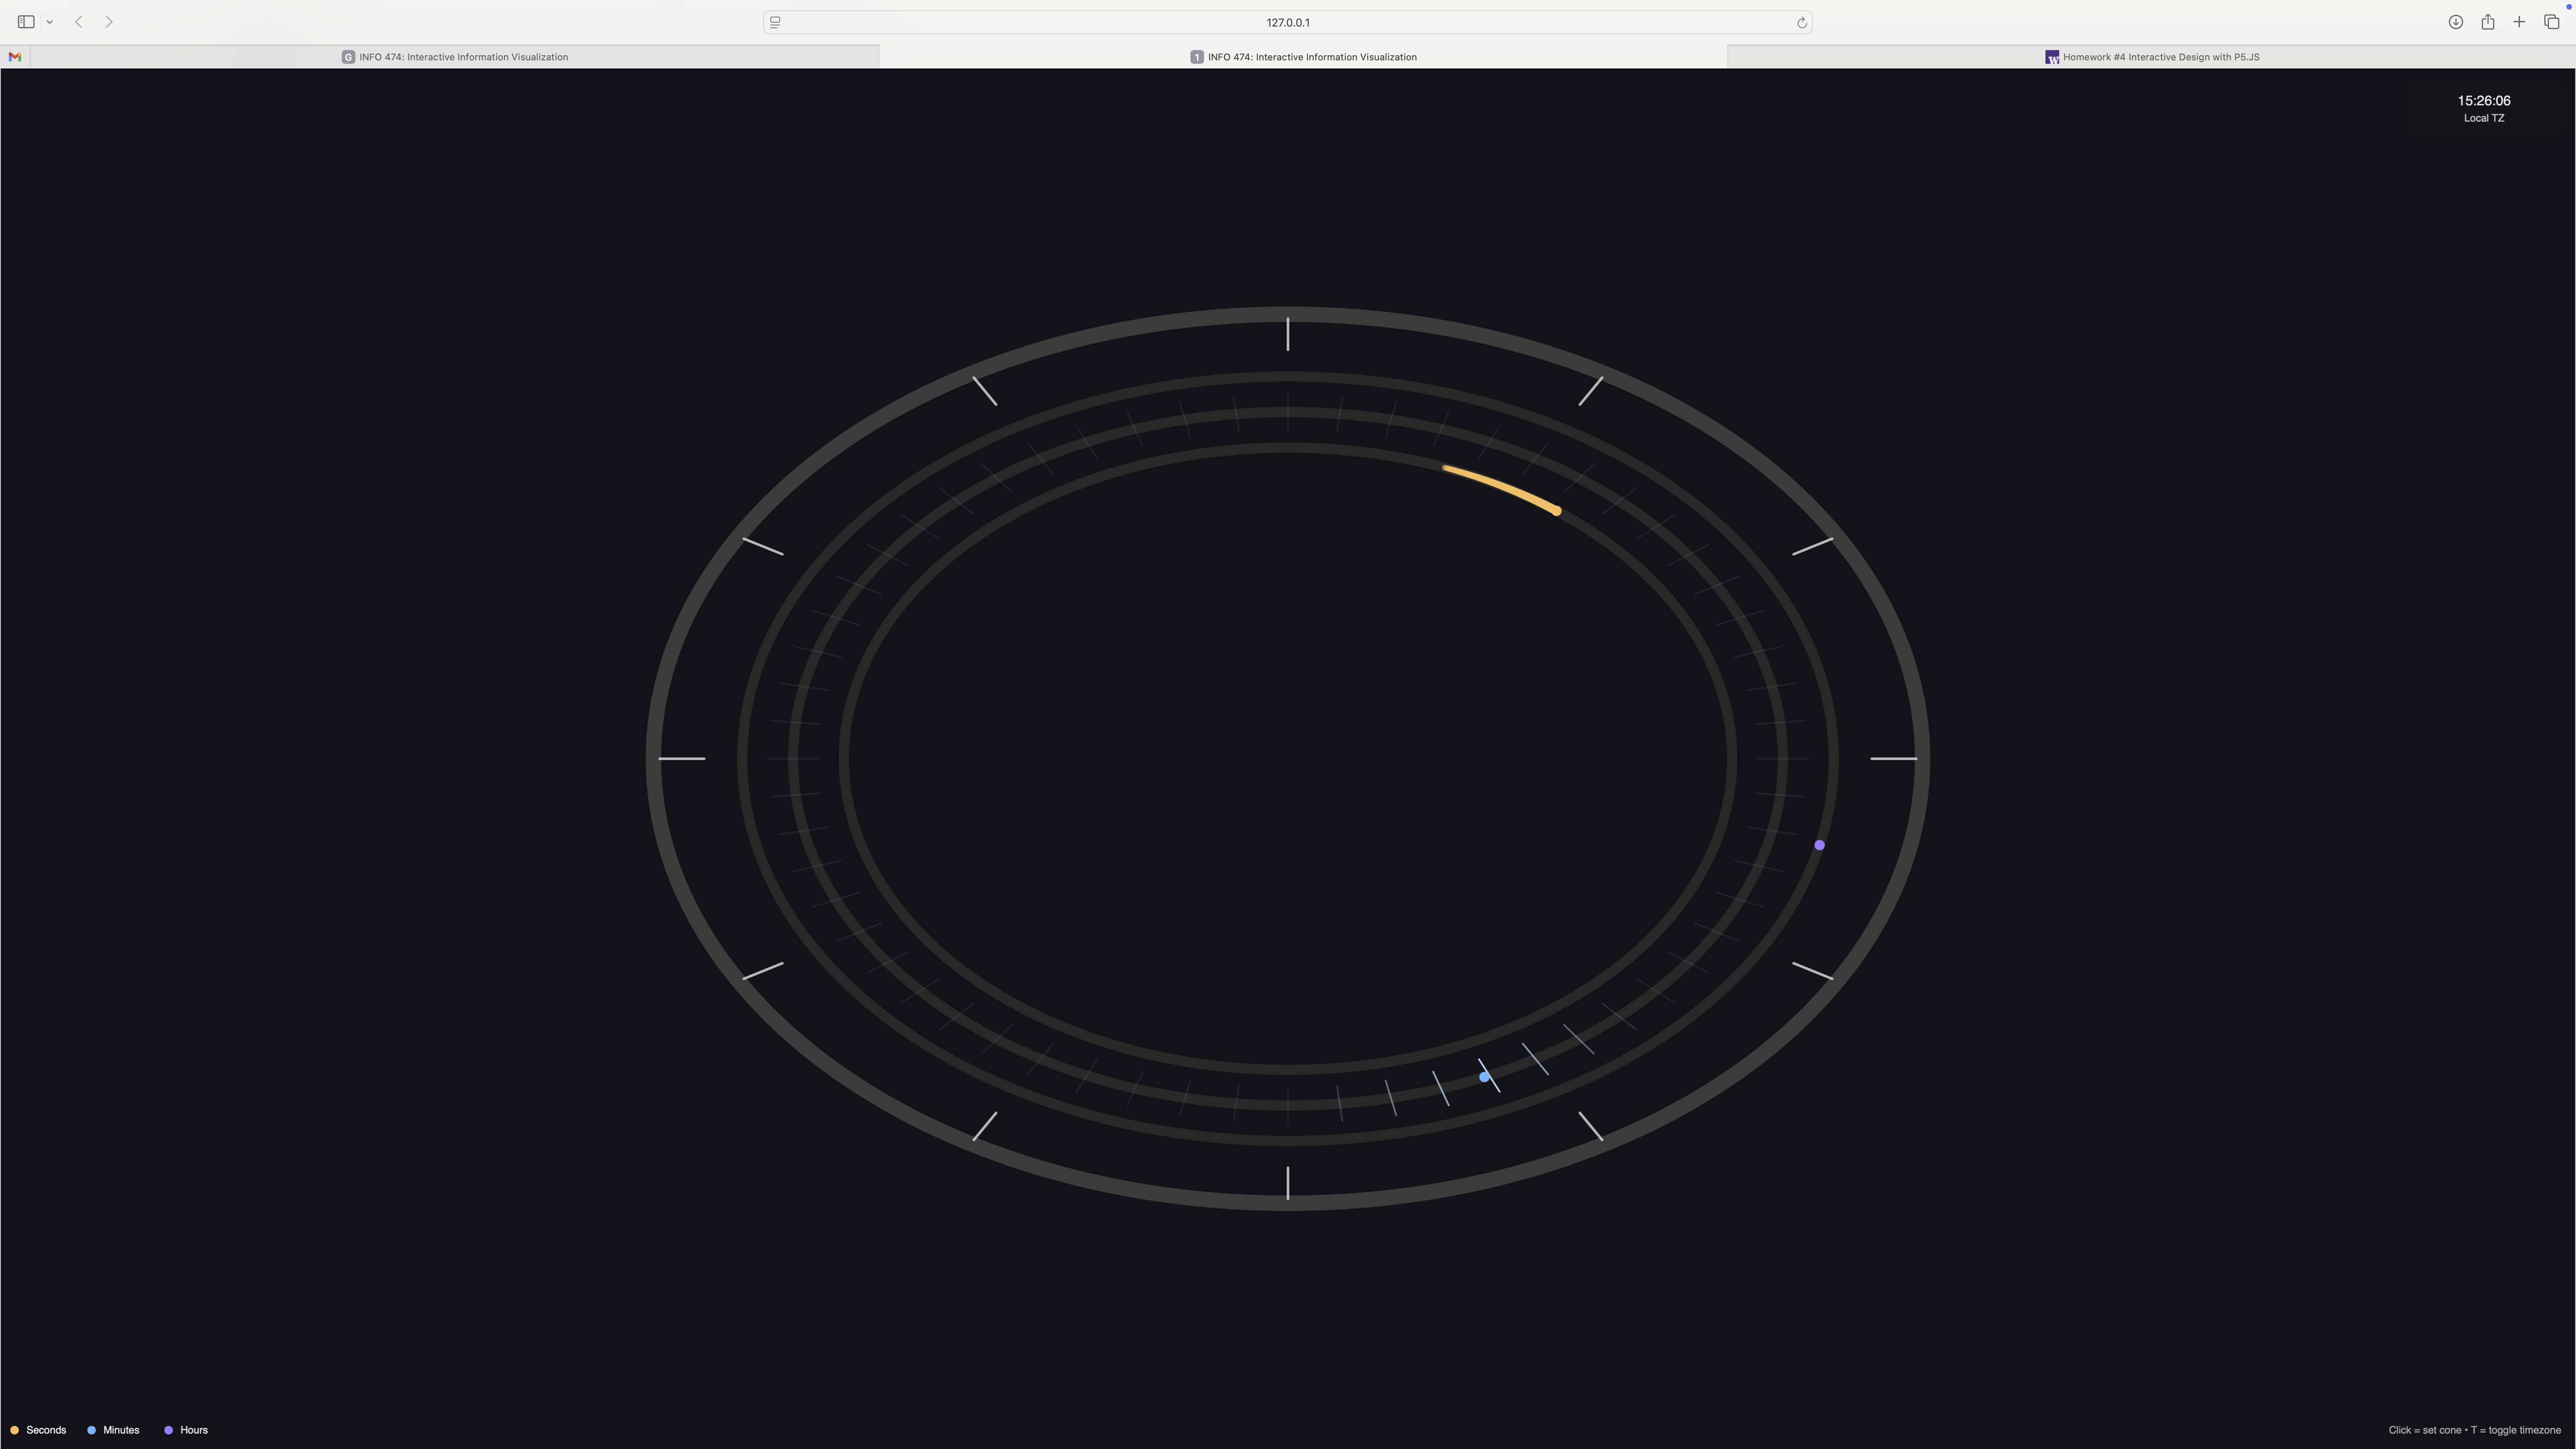 127.0.0.1
G INFO 474: Interactive Information Visualization
1 INFO 474: Interactive Information Visualization
W Homework #4 Interactive Design with P5.JS
15:26:06
Local TZ
Seconds Minutes Hours
Click = set cone • T = toggle timezone